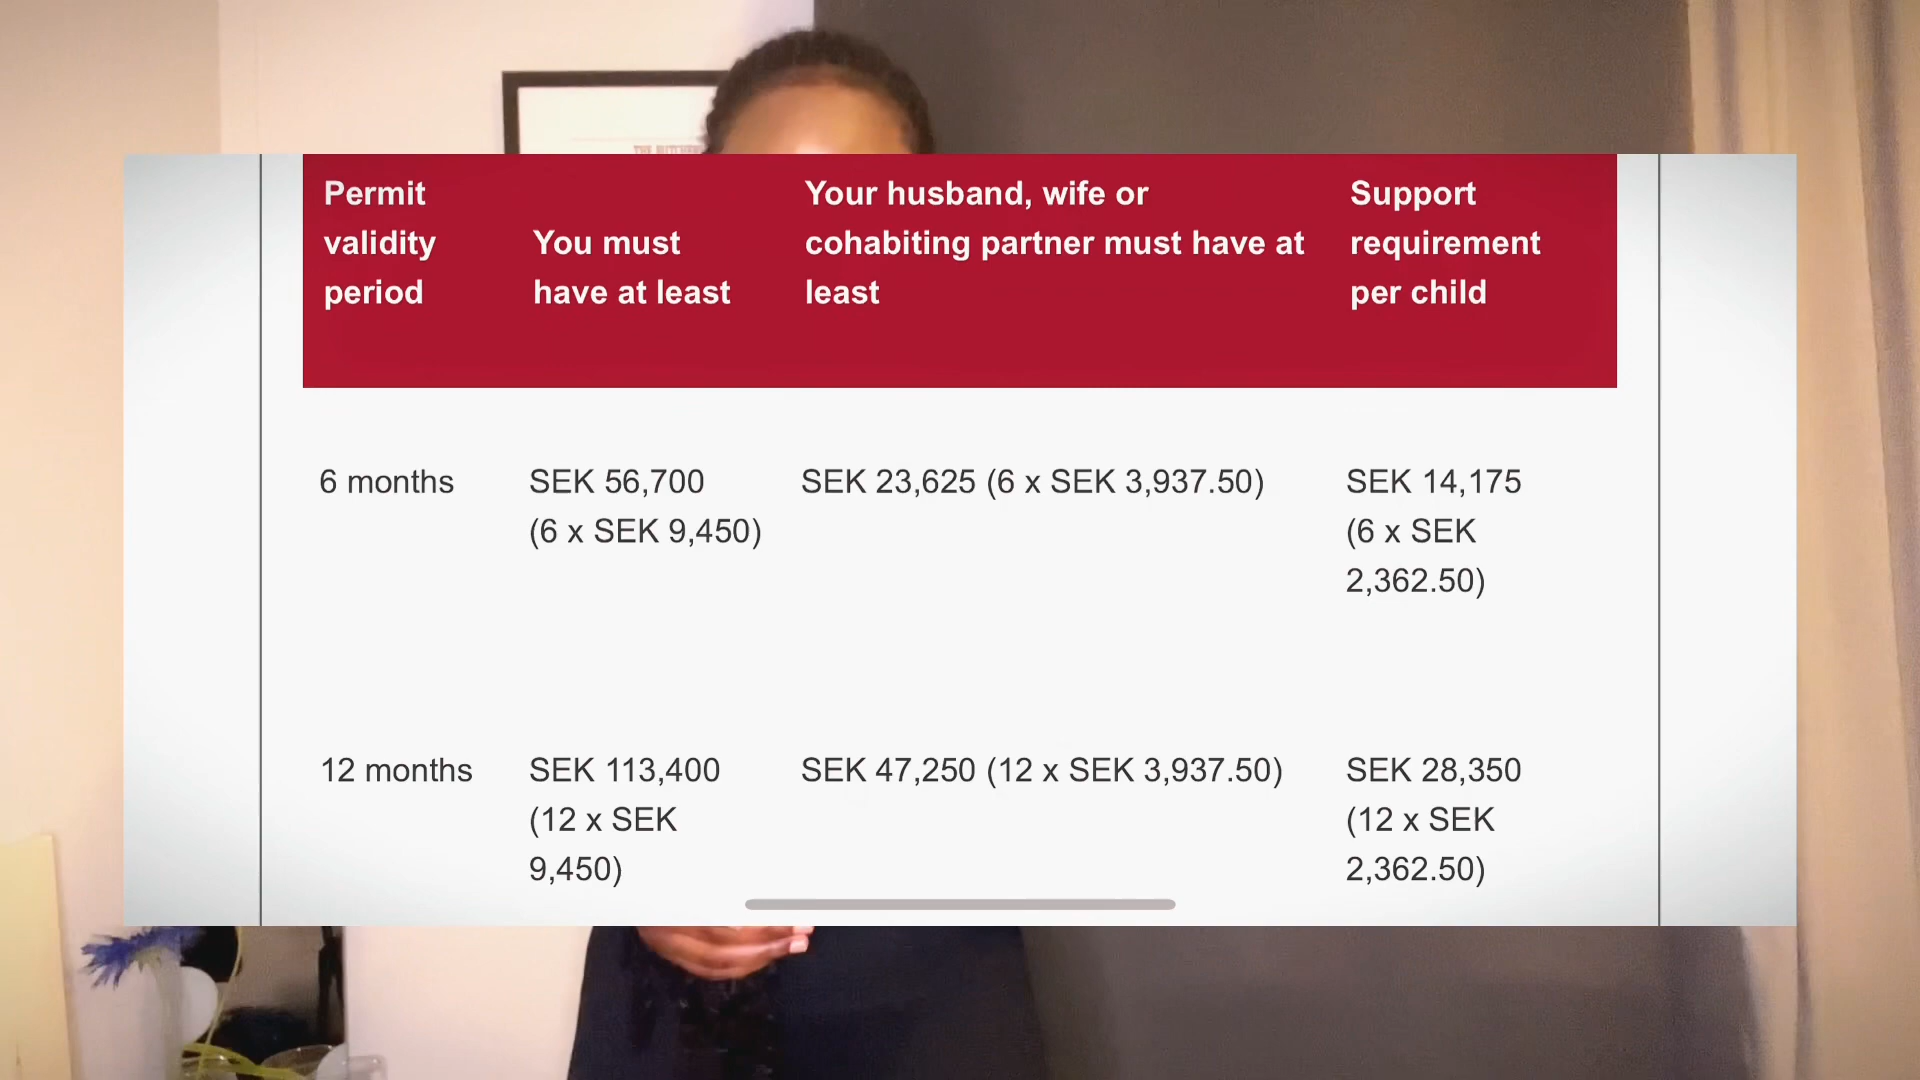 THE BUTCHER
Permit
validity
period
You must
have at least
Your husband, wife or
cohabiting partner must have at
least
Support
requirement
per child
6 months
SEK 56,700
(6 x SEK 9,450)
SEK 23,625 (6 x SEK 3,937.50)
SEK 14,175
(6 x SEK
2,362.50)
12 months
SEK 113,400
(12 x SEK
9,450)
SEK 47,250 (12 x SEK 3,937.50)
SEK 28,350
(12 x SEK
2,362.50)